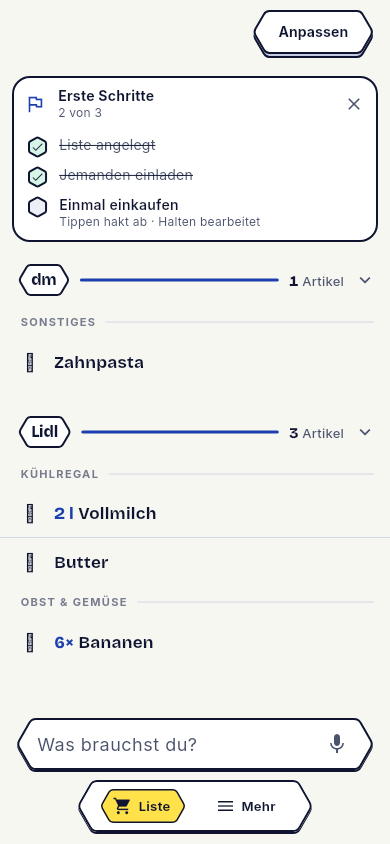 Anpassen
Erste Schritte
2 von 3
Liste angelegt
Jemanden einladen
Einmal einkaufen
Tippen hakt ab · Halten bearbeitet
dm
1 Artikel
SONSTIGES
Zahnpasta
Lidl
3 Artikel
KÜHLREGAL
2 l Vollmilch
Butter
OBST & GEMÜSE
6× Bananen
Was brauchst du?
Liste
Mehr